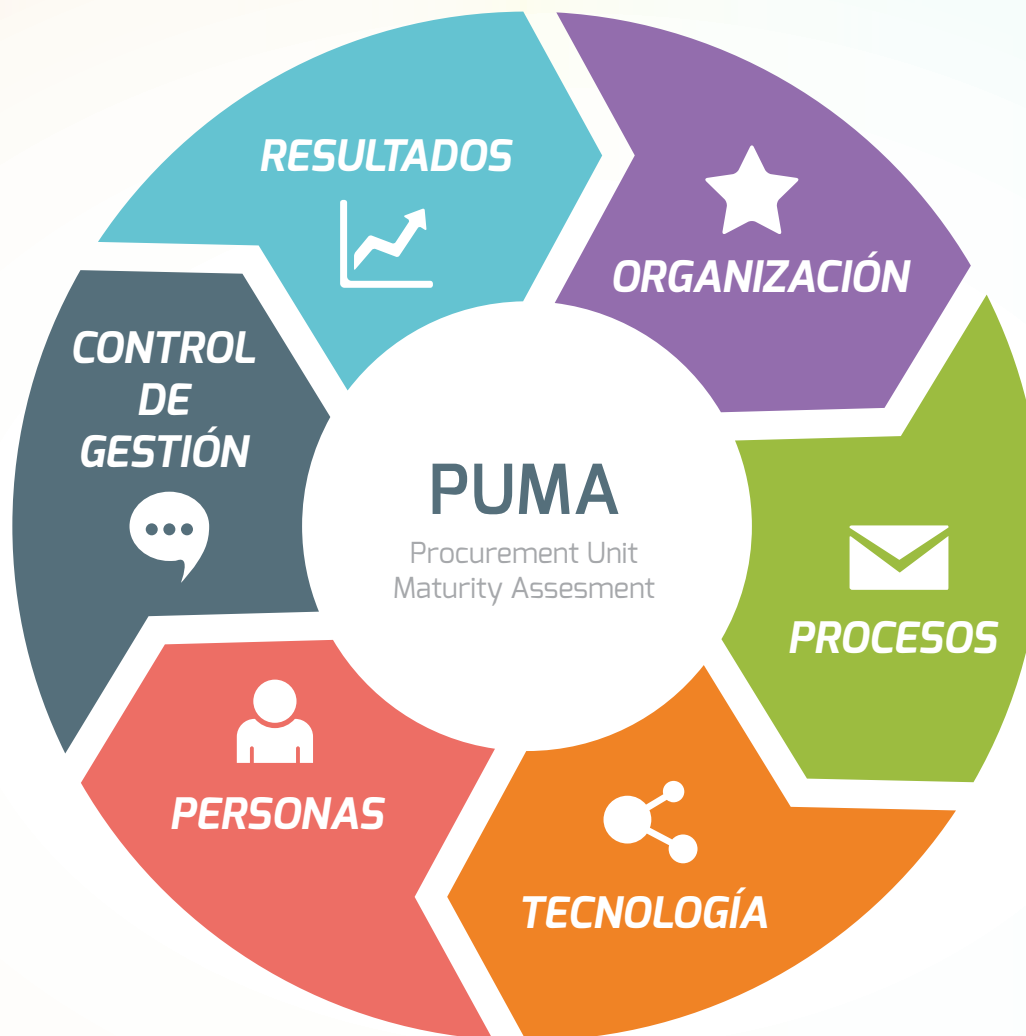 RESULTADOS
ORGANIZACIÓN
CONTROL
DE
GESTIÓN
PUMA
Procurement Unit
Maturity Assesment
PROCESOS
PERSONAS
TECNOLOGÍA